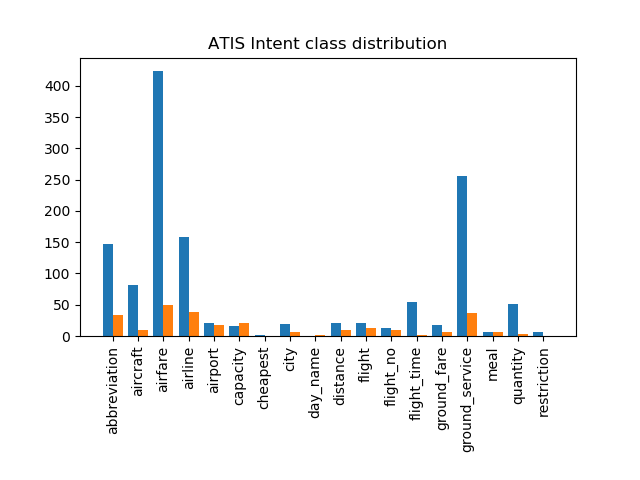 ATIS Intent class distribution
400
350
300
250
200
150
100
50
0
abbreviation
aircraft
airfare
airline
airport
capacity
cheapest
city
day_name
distance
flight
flight_no
flight_time
ground_fare
ground_service
meal
quantity
restriction